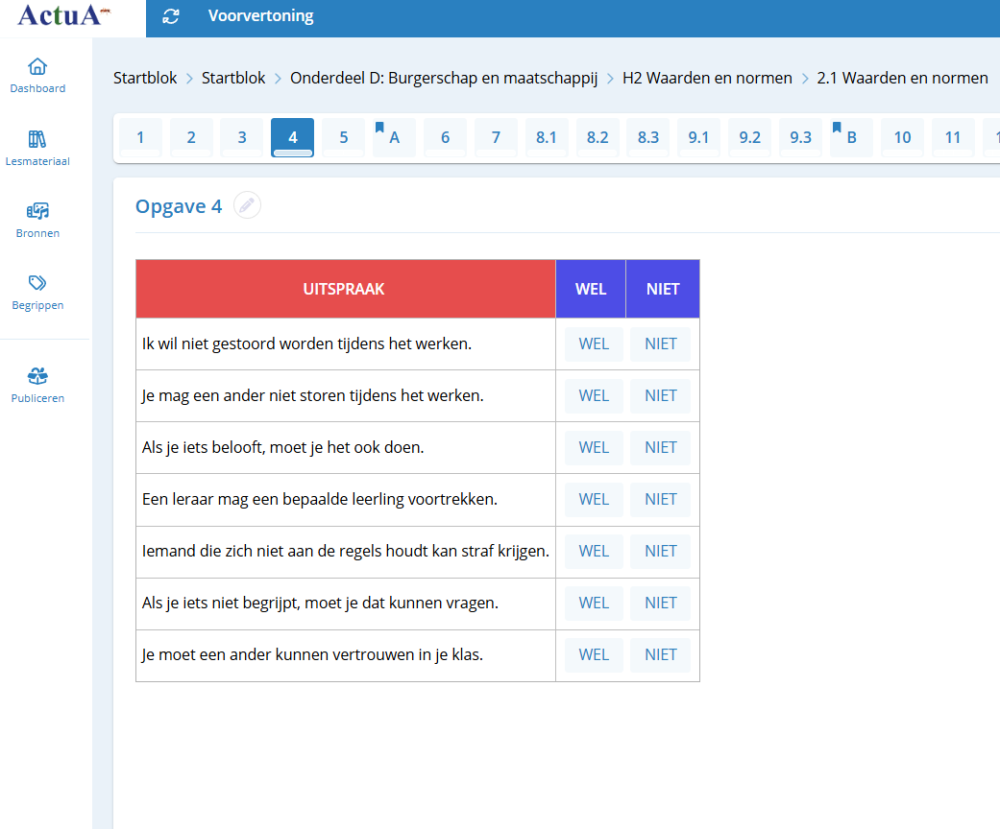 ActuA
Voorvertoning
Dashboard
Lesmateriaal
Bronnen
Begrippen
Publiceren
Startblok > Startblok > Onderdeel D: Burgerschap en maatschappij > H2 Waarden en normen > 2.1 Waarden en normen
1 2 3 4 5 A 6 7 8.1 8.2 8.3 9.1 9.2 9.3 B 10 11 1
Opgave 4
UITSPRAAK WEL NIET
Ik wil niet gestoord worden tijdens het werken. WEL NIET
Je mag een ander niet storen tijdens het werken. WEL NIET
Als je iets belooft, moet je het ook doen. WEL NIET
Een leraar mag een bepaalde leerling voortrekken. WEL NIET
Iemand die zich niet aan de regels houdt kan straf krijgen. WEL NIET
Als je iets niet begrijpt, moet je dat kunnen vragen. WEL NIET
Je moet een ander kunnen vertrouwen in je klas. WEL NIET